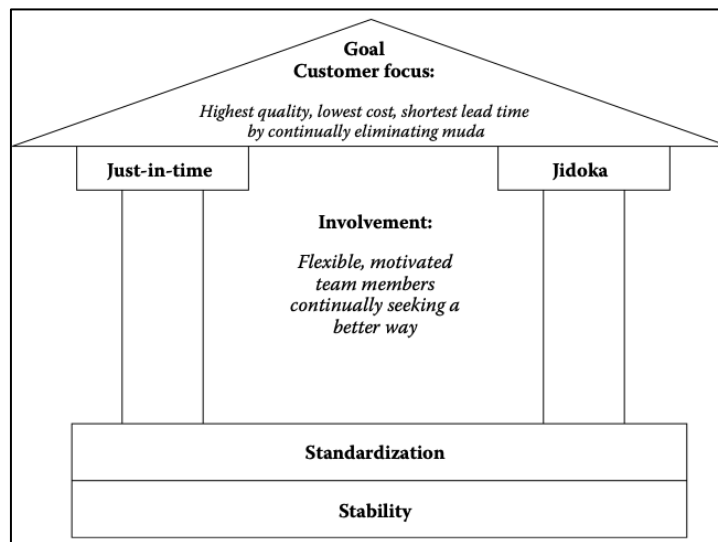 Goal
Customer focus:
Highest quality, lowest cost, shortest lead time
by continually eliminating muda
Just-in-time
Jidoka
Involvement:
Flexible, motivated
team members
continually seeking a
better way
Standardization
Stability